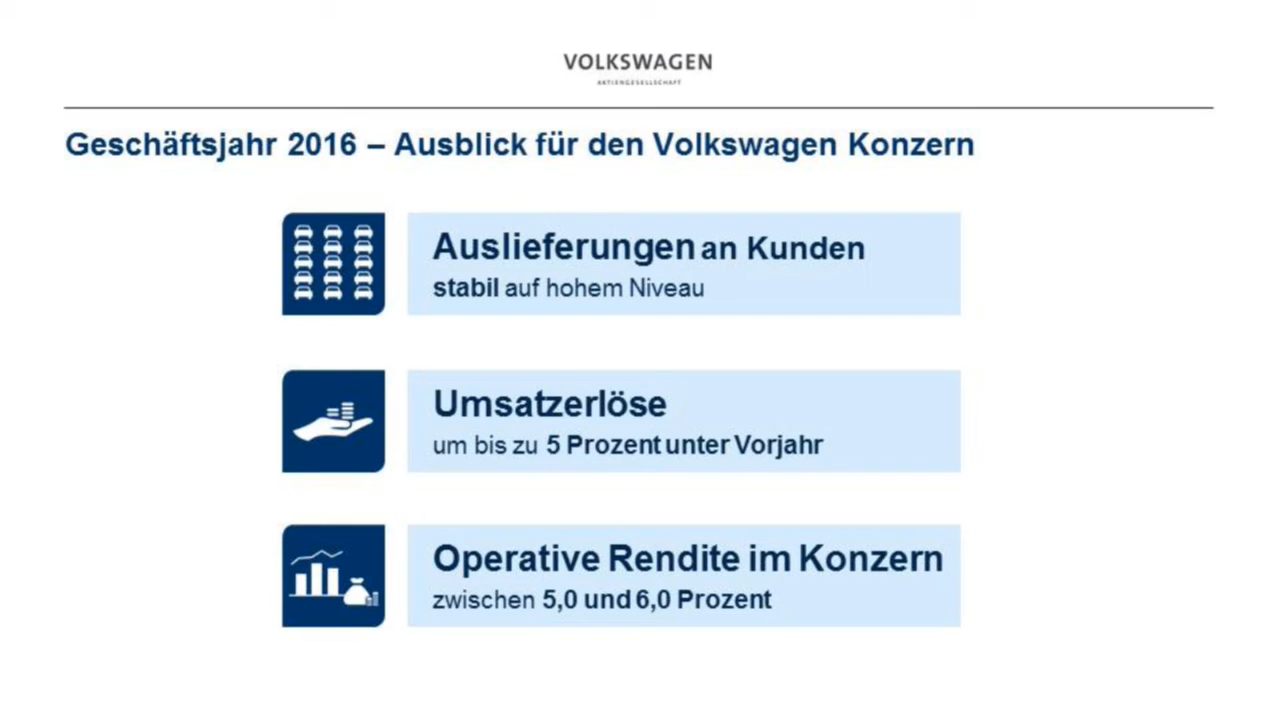 VOLKSWAGEN
AKTIENGESELLSCHAFT
Geschäftsjahr 2016 – Ausblick für den Volkswagen Konzern
Auslieferungen an Kunden
stabil auf hohem Niveau
Umsatzerlöse
um bis zu 5 Prozent unter Vorjahr
Operative Rendite im Konzern
zwischen 5,0 und 6,0 Prozent